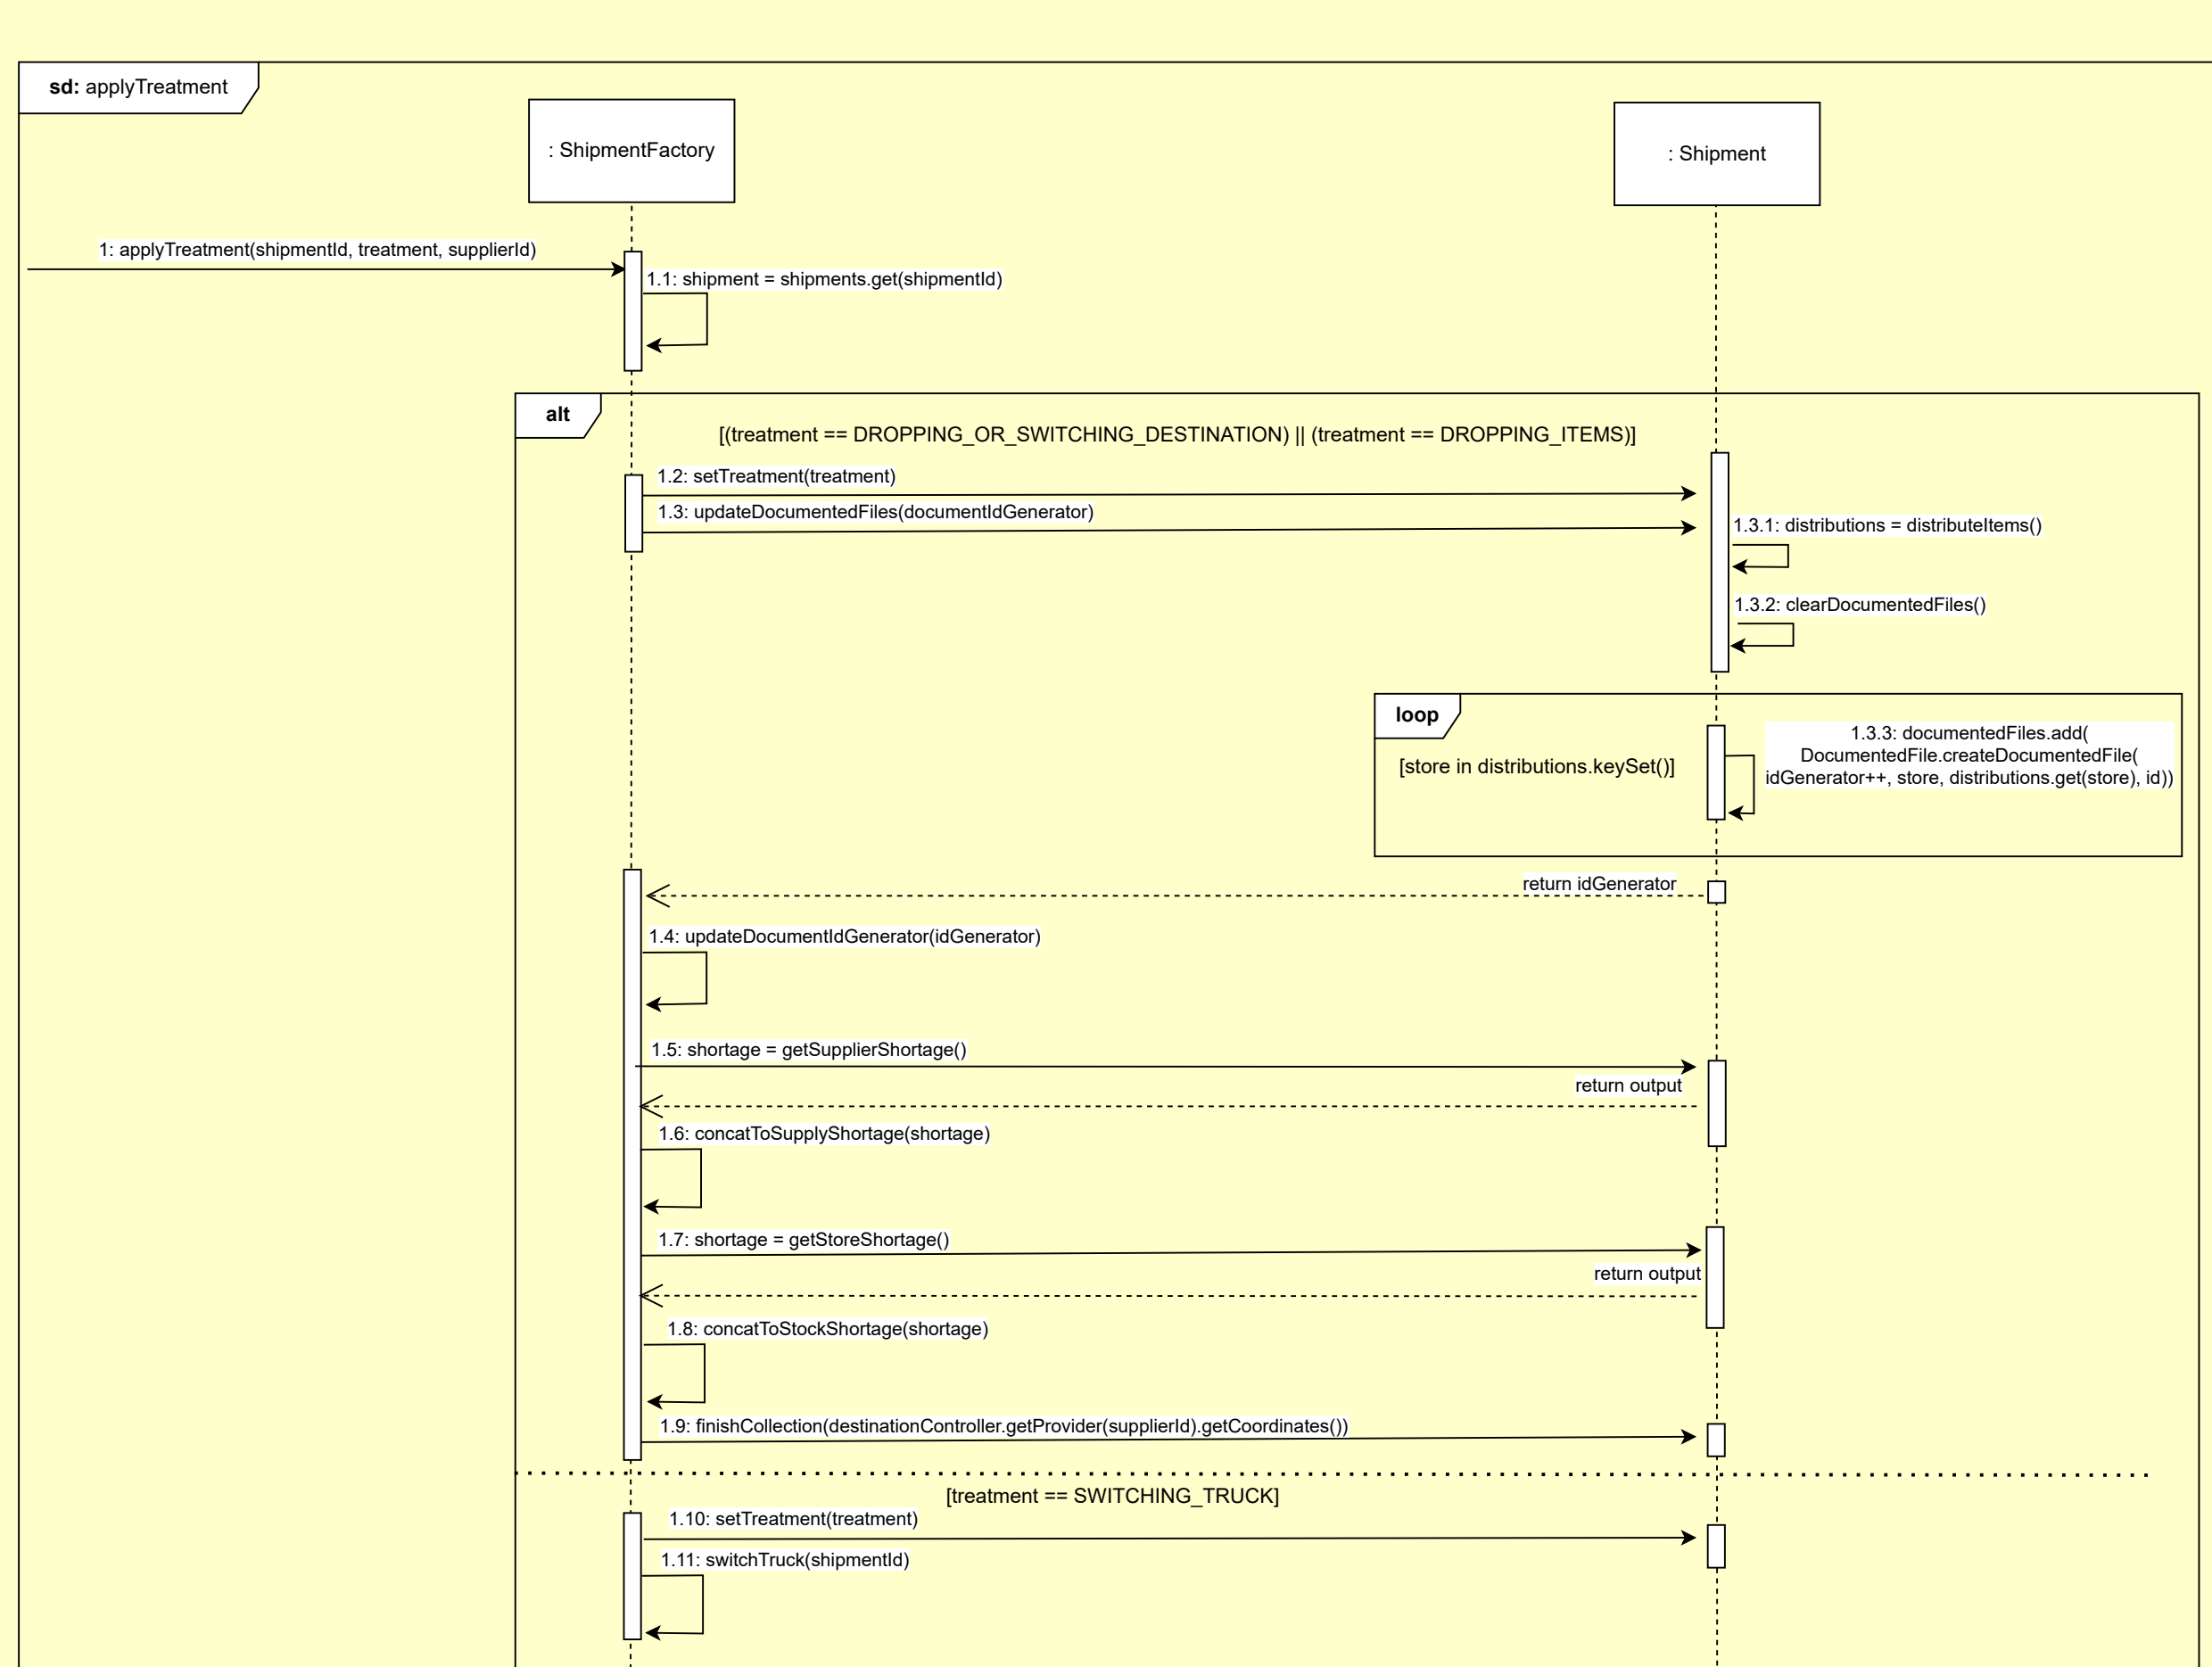 sd: applyTreatment
: ShipmentFactory
: Shipment
1: applyTreatment(shipmentId, treatment, supplierId)
1.1: shipment = shipments.get(shipmentId)
alt
[(treatment == DROPPING_OR_SWITCHING_DESTINATION) || (treatment == DROPPING_ITEMS)]
1.2: setTreatment(treatment)
1.3: updateDocumentedFiles(documentIdGenerator)
1.3.1: distributions = distributeItems()
1.3.2: clearDocumentedFiles()
loop
[store in distributions.keySet()]
1.3.3: documentedFiles.add(
DocumentedFile.createDocumentedFile(
idGenerator++, store, distributions.get(store), id))
return idGenerator
1.4: updateDocumentIdGenerator(idGenerator)
1.5: shortage = getSupplierShortage()
return output
1.6: concatToSupplyShortage(shortage)
1.7: shortage = getStoreShortage()
return output
1.8: concatToStockShortage(shortage)
1.9: finishCollection(destinationController.getProvider(supplierId).getCoordinates())
[treatment == SWITCHING_TRUCK]
1.10: setTreatment(treatment)
1.11: switchTruck(shipmentId)